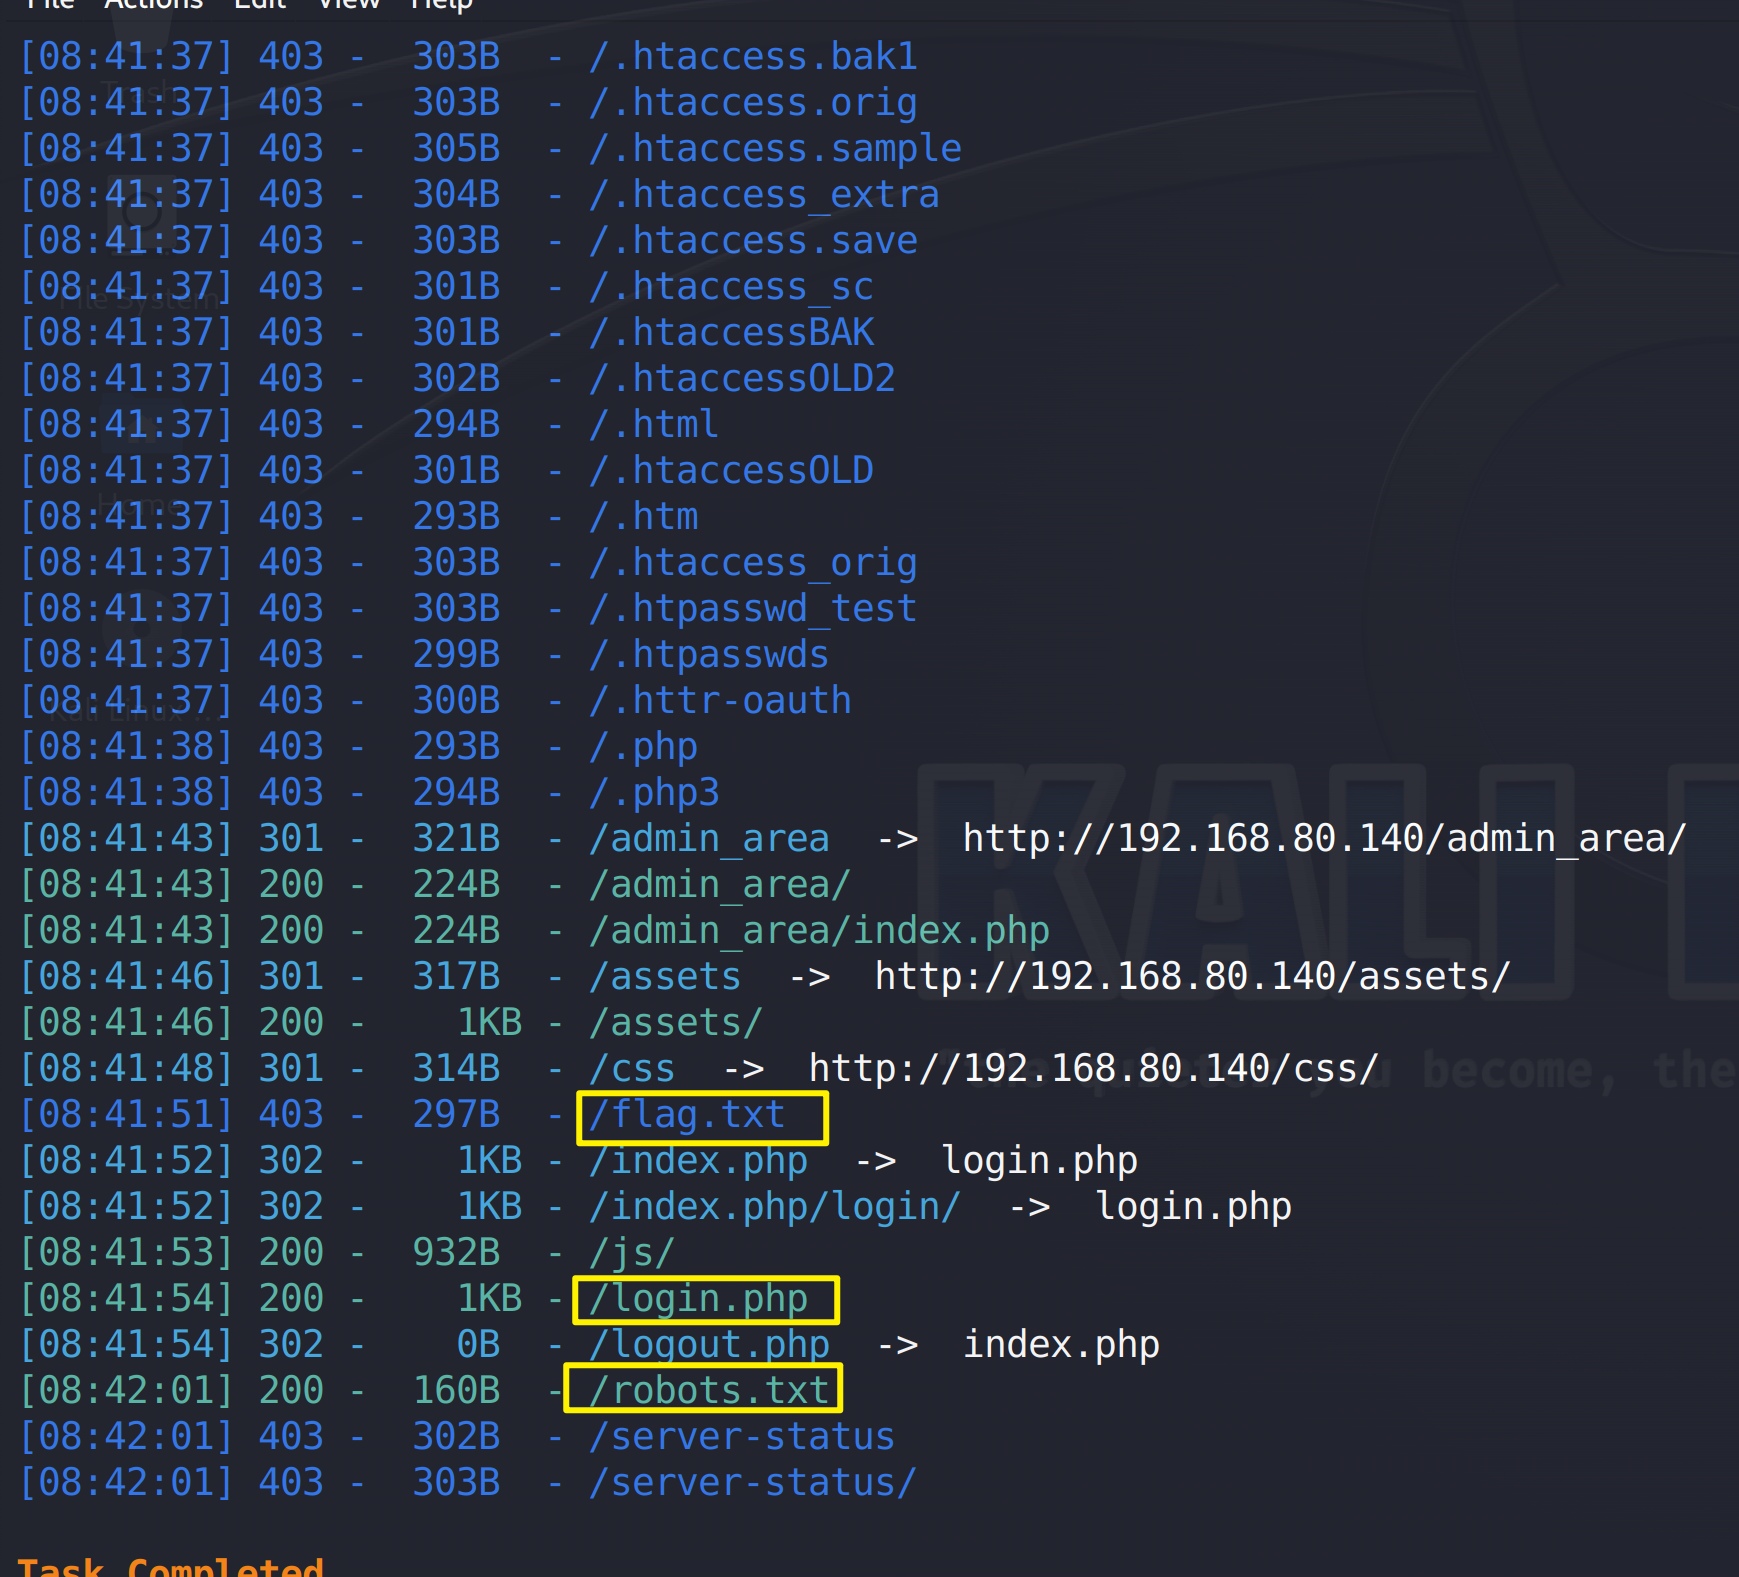 File Actions Edit View Help
[08:41:37] 403 - 303B - /.htaccess.bak1
[08:41:37] 403 - 303B - /.htaccess.orig
[08:41:37] 403 - 305B - /.htaccess.sample
[08:41:37] 403 - 304B - /.htaccess_extra
[08:41:37] 403 - 303B - /.htaccess.save
[08:41:37] 403 - 301B - /.htaccess_sc
[08:41:37] 403 - 301B - /.htaccessBAK
[08:41:37] 403 - 302B - /.htaccessOLD2
[08:41:37] 403 - 294B - /.html
[08:41:37] 403 - 301B - /.htaccessOLD
[08:41:37] 403 - 293B - /.htm
[08:41:37] 403 - 303B - /.htaccess_orig
[08:41:37] 403 - 303B - /.htpasswd_test
[08:41:37] 403 - 299B - /.htpasswds
[08:41:37] 403 - 300B - /.httr-oauth
[08:41:38] 403 - 293B - /.php
[08:41:38] 403 - 294B - /.php3
[08:41:43] 301 - 321B - /admin_area -> http://192.168.80.140/admin_area/
[08:41:43] 200 - 224B - /admin_area/
[08:41:43] 200 - 224B - /admin_area/index.php
[08:41:46] 301 - 317B - /assets -> http://192.168.80.140/assets/
[08:41:46] 200 - 1KB - /assets/
[08:41:48] 301 - 314B - /css -> http://192.168.80.140/css/
[08:41:51] 403 - 297B - /flag.txt
[08:41:52] 302 - 1KB - /index.php -> login.php
[08:41:52] 302 - 1KB - /index.php/login/ -> login.php
[08:41:53] 200 - 932B - /js/
[08:41:54] 200 - 1KB - /login.php
[08:41:54] 302 - 0B - /logout.php -> index.php
[08:42:01] 200 - 160B - /robots.txt
[08:42:01] 403 - 302B - /server-status
[08:42:01] 403 - 303B - /server-status/
Task Completed
Trash
File System
Home
Kali Linux ...
KALI
become, the